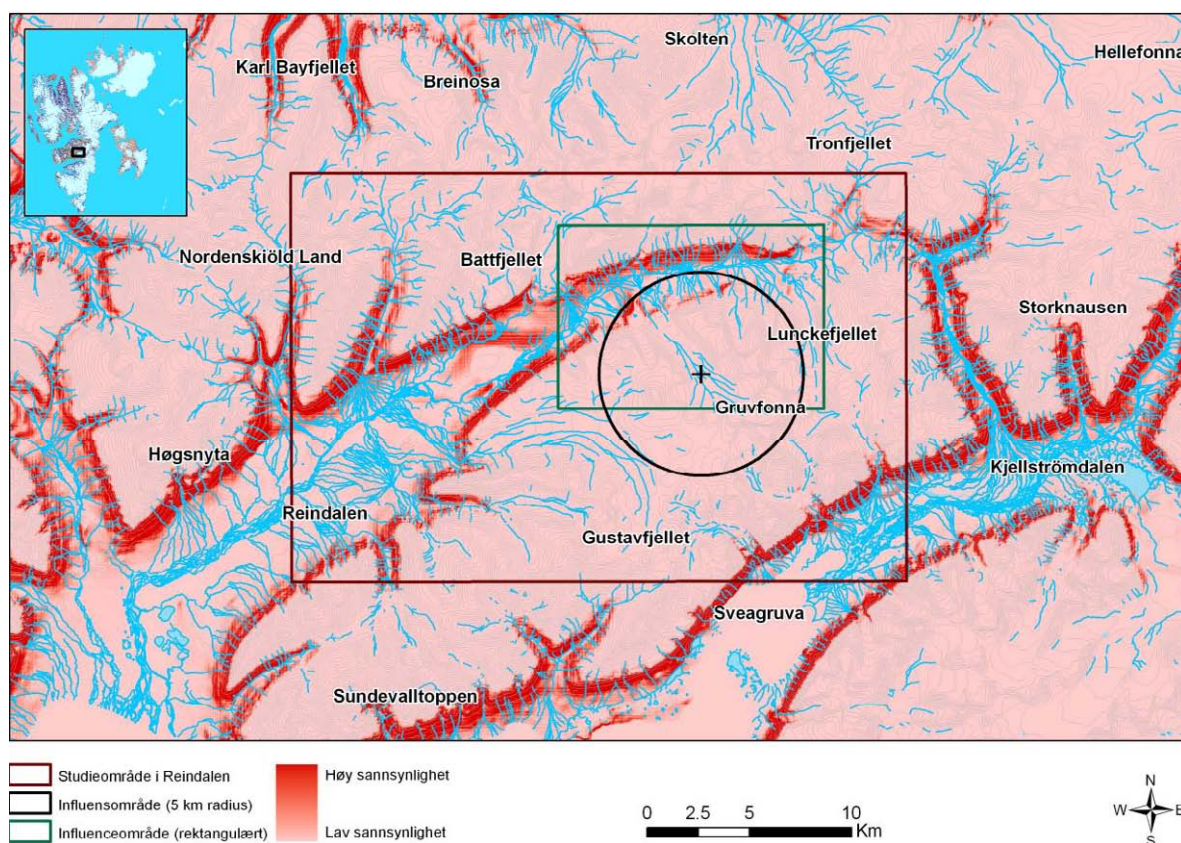 Skolten
Hellefonna
Karl Bayfjellet
Breinosa
Tronfjellet
Nordenskiöld Land
Battfjellet
Storknausen
Lunckefjellet
Gruvfonna
Høgsnyta
Kjellströmdalen
Reindalen
Gustavfjellet
Sveagruva
Sundevalltoppen
Studieområde i Reindalen
Influensområde (5 km radius)
Influenceområde (rektangulært)
Høy sannsynlighet
Lav sannsynlighet
0 2.5 5 10
Km
N
W E
S